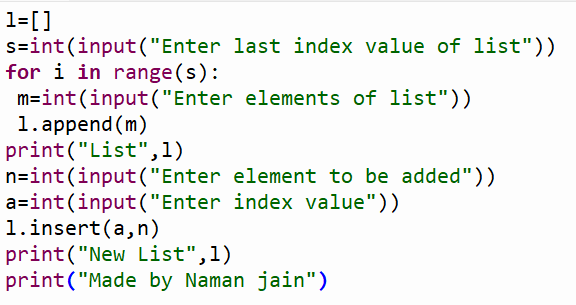 l=[]
s=int(input("Enter last index value of list"))
for i in range(s):
 m=int(input("Enter elements of list"))
 l.append(m)
print("List",l)
n=int(input("Enter element to be added"))
a=int(input("Enter index value"))
l.insert(a,n)
print("New List",l)
print("Made by Naman jain")